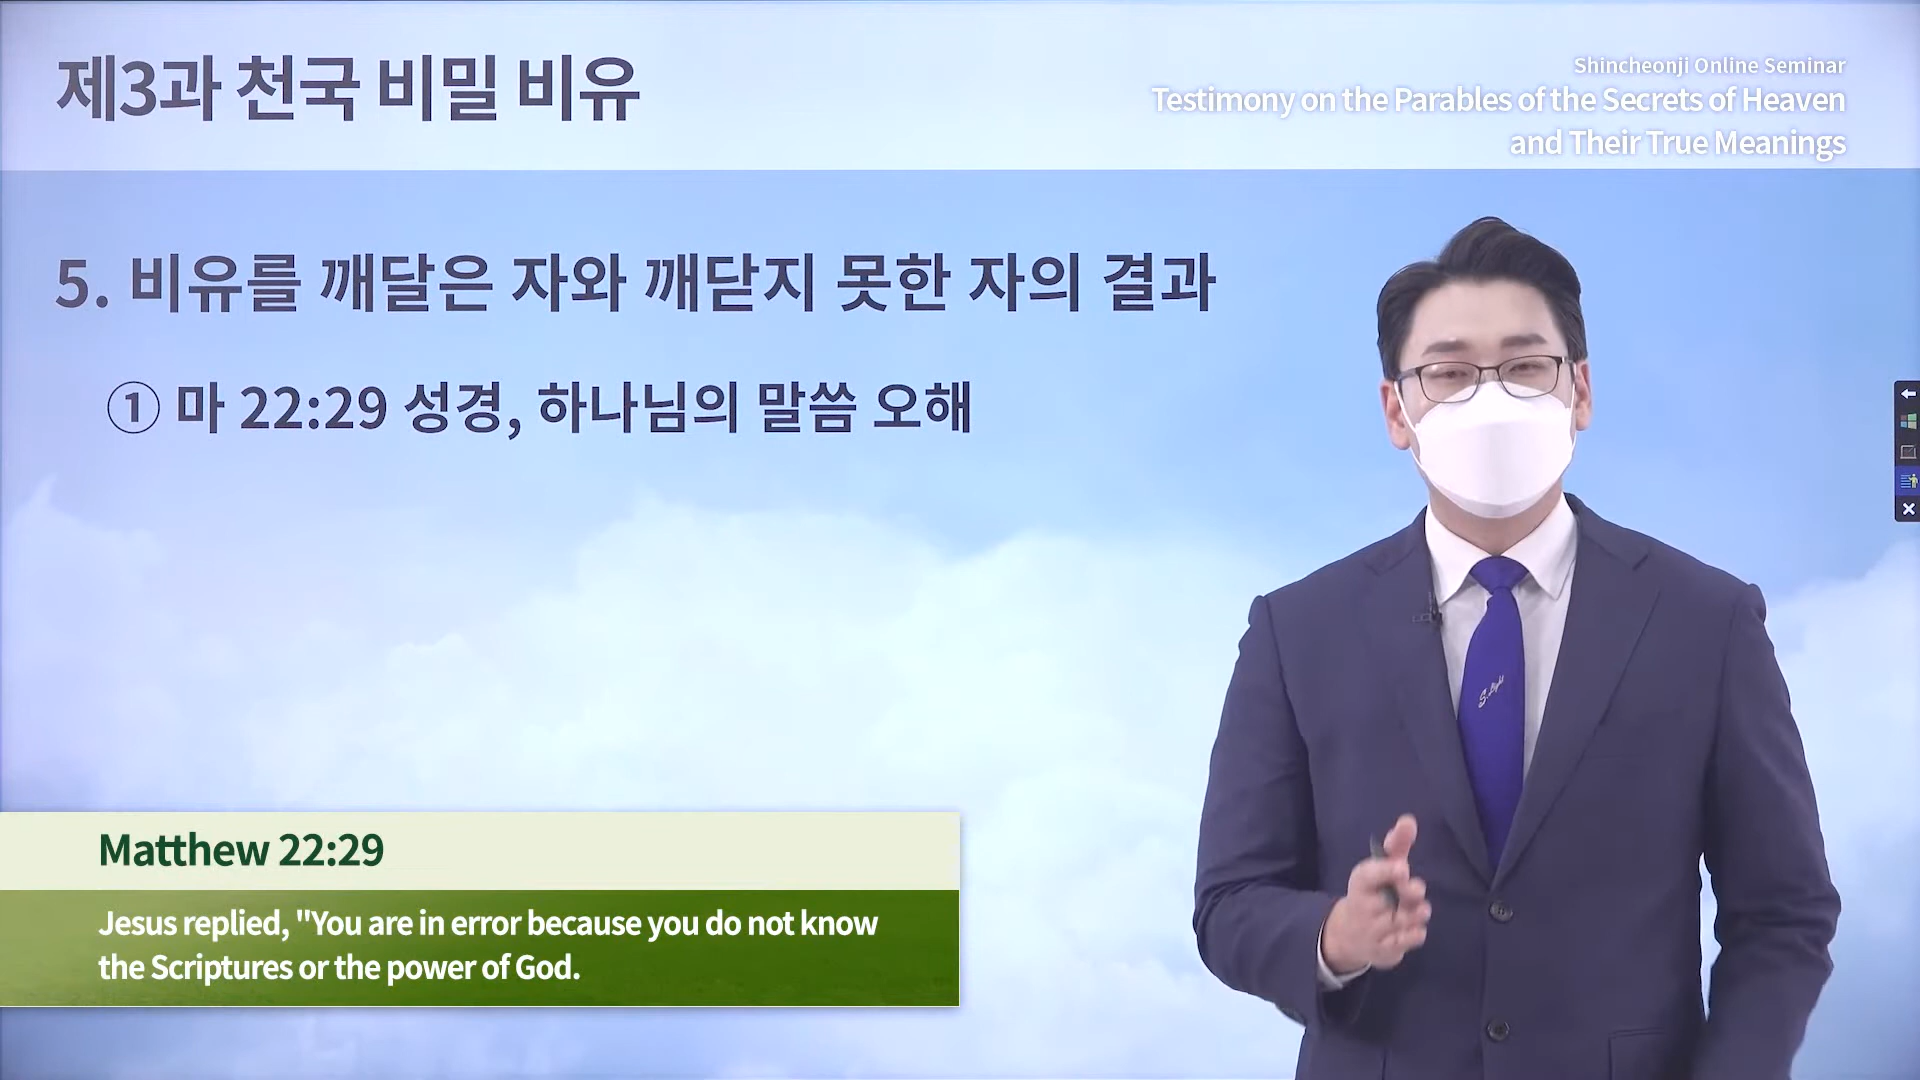 제3과 천국 비밀 비유
Shincheonji Online Seminar
Testimony on the Parables of the Secrets of Heaven
and Their True Meanings
5. 비유를 깨달은 자와 깨닫지 못한 자의 결과
① 마 22:29 성경, 하나님의 말씀 오해
S.light
Matthew 22:29
Jesus replied, "You are in error because you do not know
the Scriptures or the power of God.